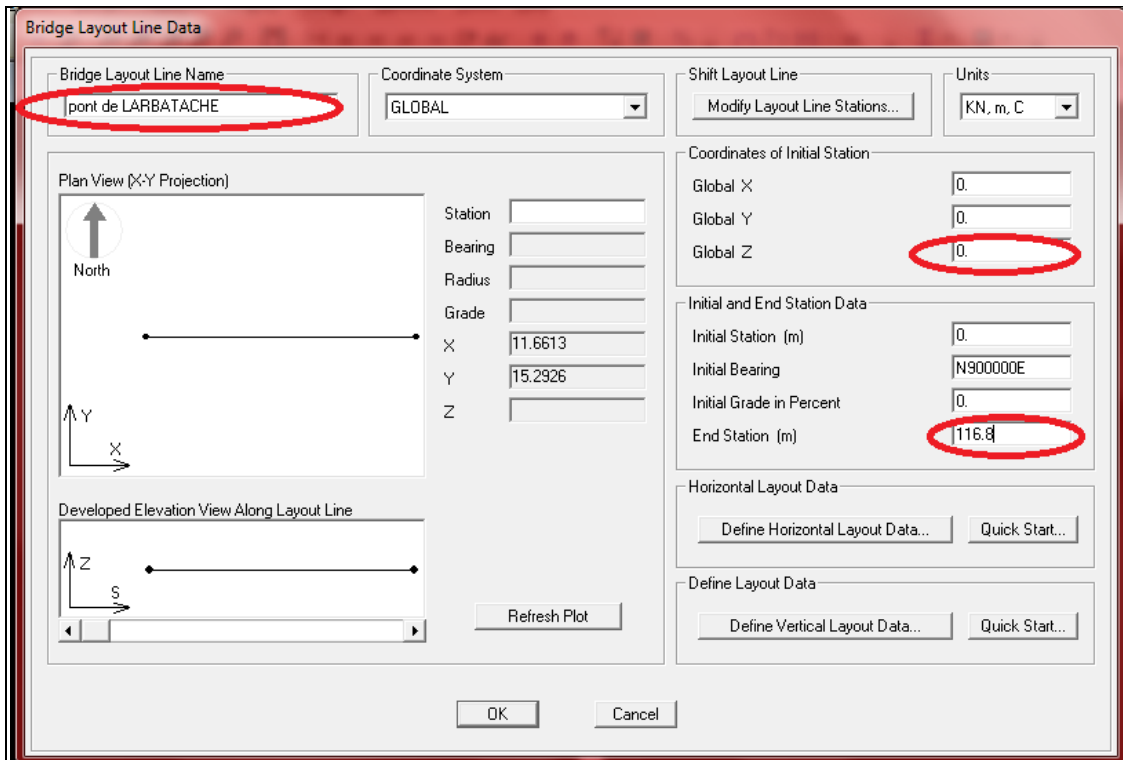 Bridge Layout Line Data
Bridge Layout Line Name
pont de LARBATACHE
Coordinate System
GLOBAL
Shift Layout Line
Modify Layout Line Stations...
Units
KN, m, C
Plan View (X-Y Projection)
North
Y
X
Station
Bearing
Radius
Grade
X 11.6613
Y 15.2926
Z
Coordinates of Initial Station
Global X 0.
Global Y 0.
Global Z 0.
Initial and End Station Data
Initial Station (m) 0.
Initial Bearing N900000E
Initial Grade in Percent 0.
End Station (m) 116.8
Developed Elevation View Along Layout Line
Z
S
Refresh Plot
Horizontal Layout Data
Define Horizontal Layout Data... Quick Start...
Define Layout Data
Define Vertical Layout Data... Quick Start...
OK Cancel